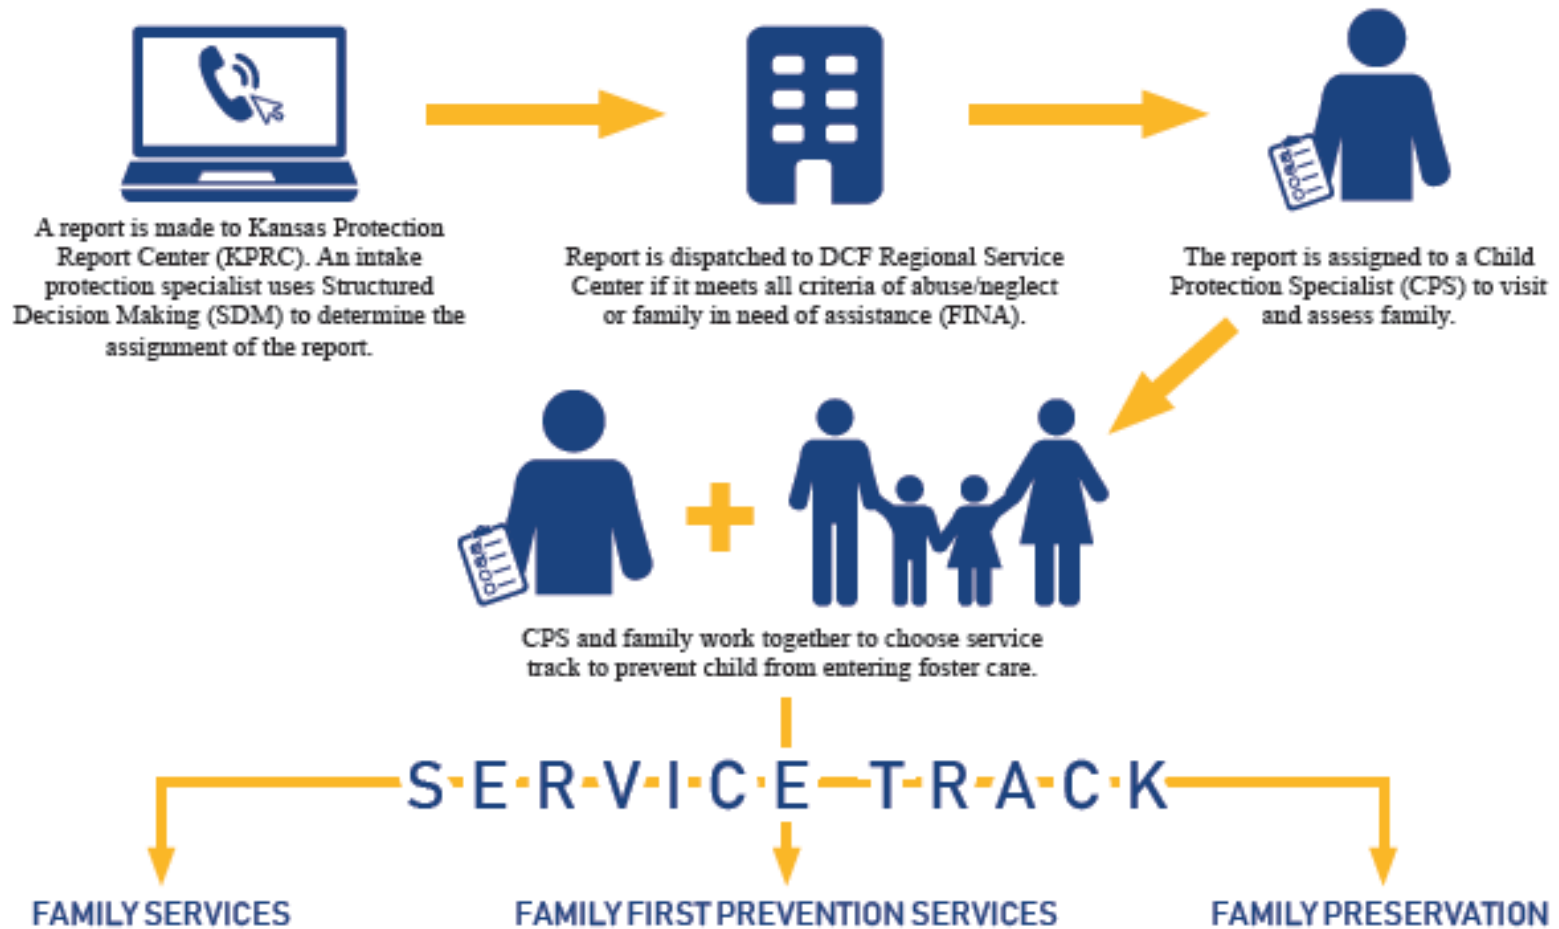 A report is made to Kansas Protection
Report Center (KPRC). An intake
protection specialist uses Structured
Decision Making (SDM) to determine the
assignment of the report.
Report is dispatched to DCF Regional Service
Center if it meets all criteria of abuse/neglect
or family in need of assistance (FINA).
The report is assigned to a Child
Protection Specialist (CPS) to visit
and assess family.
CPS and family work together to choose service
track to prevent child from entering foster care.
SERVICE TRACK
FAMILY SERVICES
FAMILY FIRST PREVENTION SERVICES
FAMILY PRESERVATION